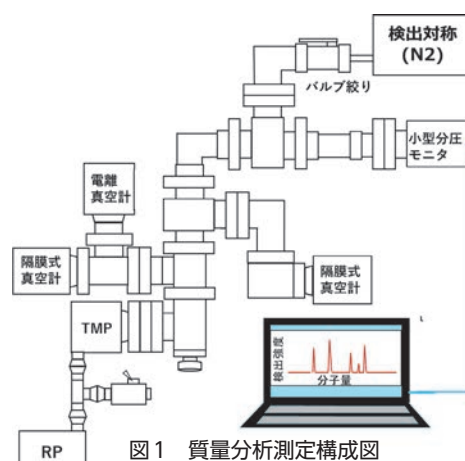 検出対称
(N2)
バルブ絞り
小型分圧
モニタ
電離
真空計
隔膜式
真空計
隔膜式
真空計
TMP
検出強度
分子量
RP
図1 質量分析測定構成図